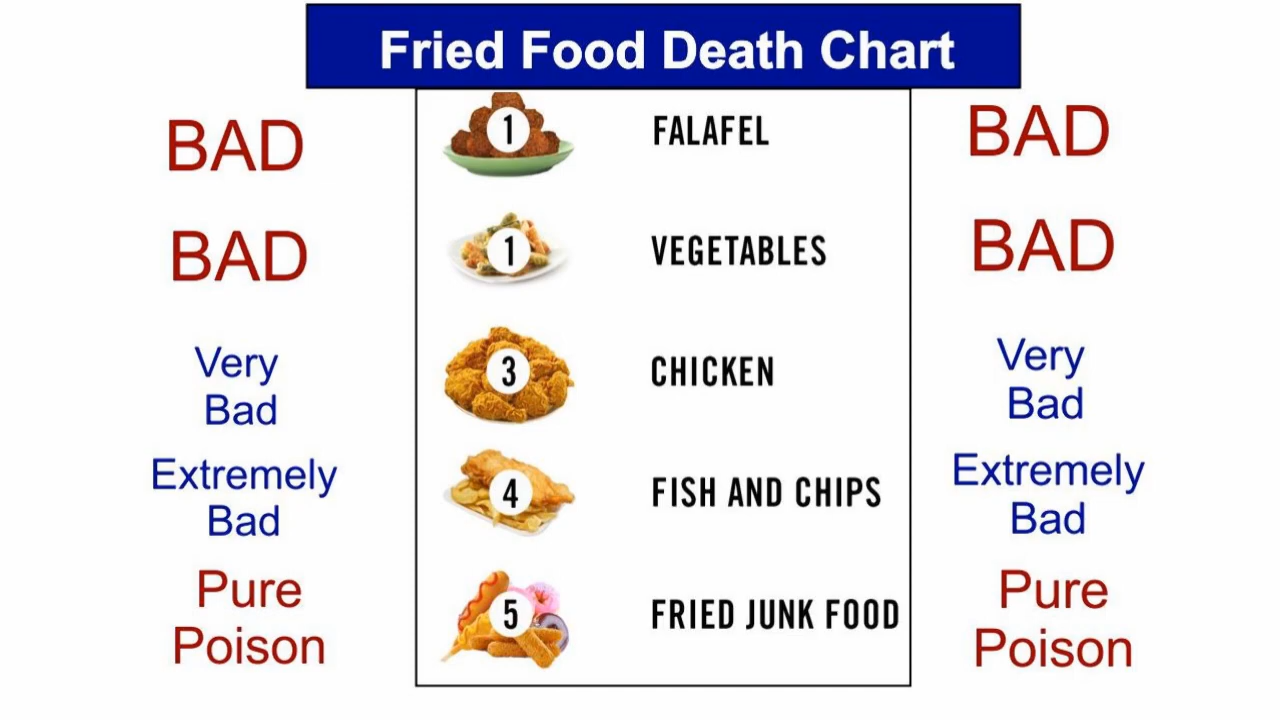 Fried Food Death Chart
BAD 1 FALAFEL BAD
BAD 1 VEGETABLES BAD
Very 3 CHICKEN Very
Bad Bad
Extremely 4 FISH AND CHIPS Extremely
Bad Bad
Pure 5 FRIED JUNK FOOD Pure
Poison Poison